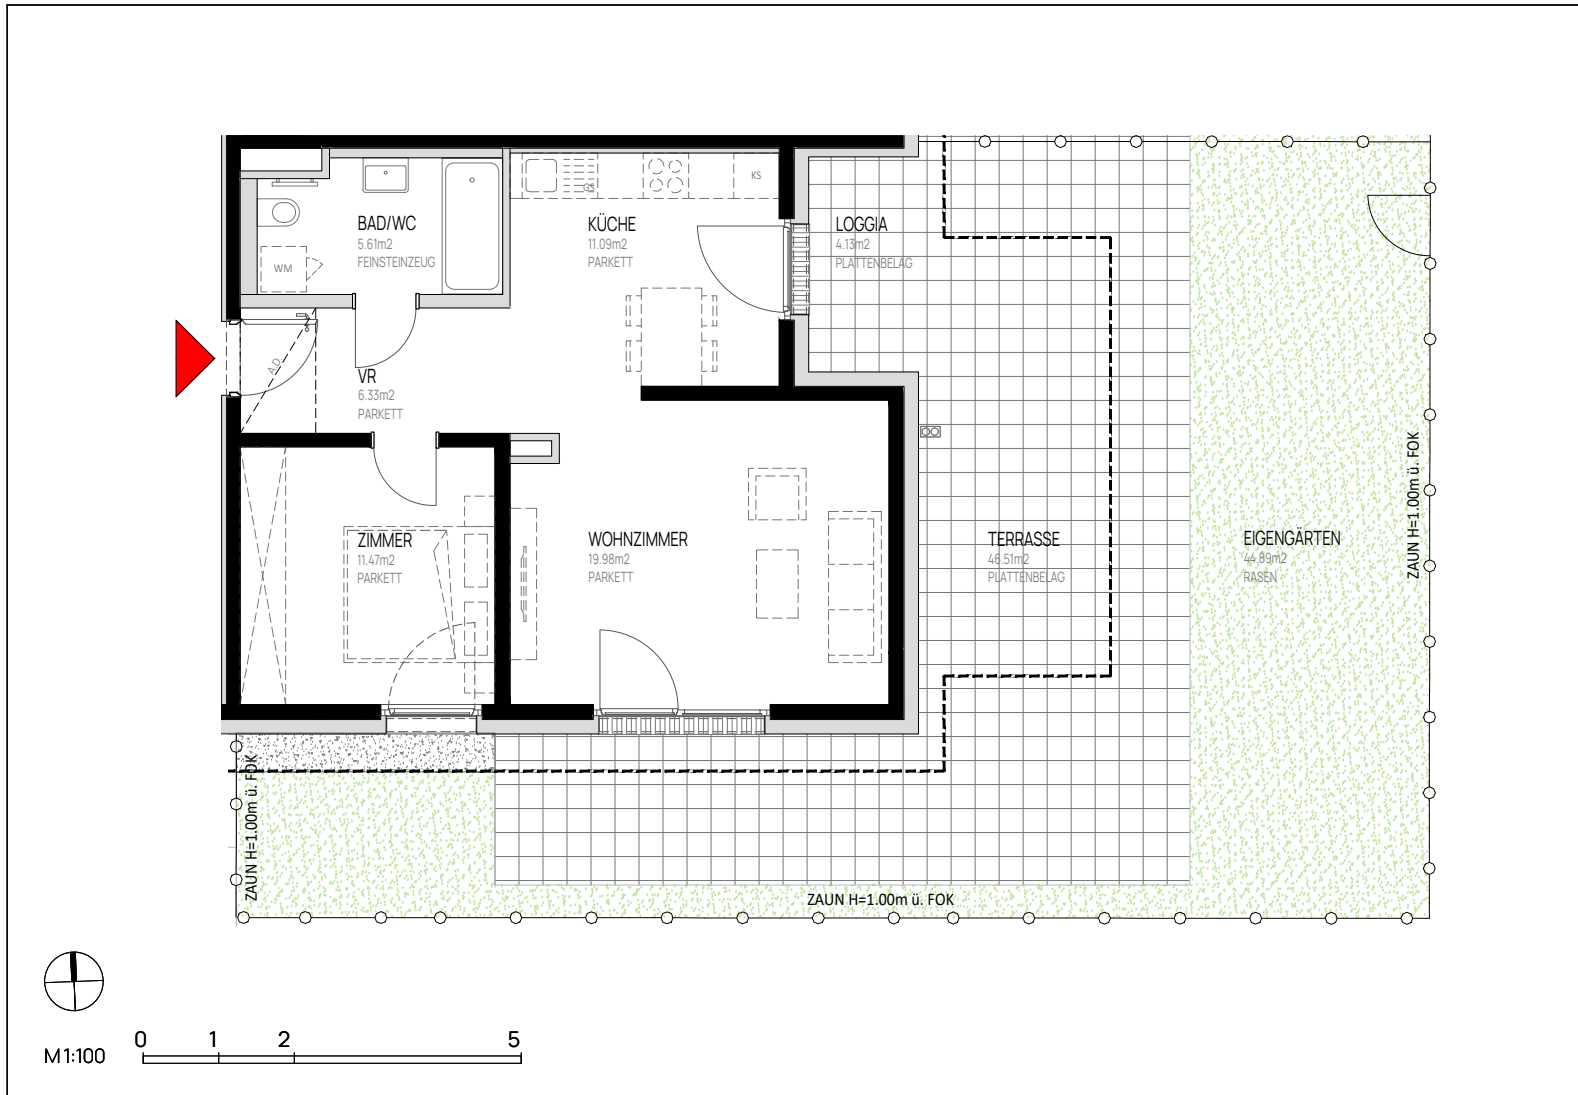 BAD/WC
5.61m2
FEINSTEINZEUG
WM
KÜCHE
11.09m2
PARKETT
GS
KS
LOGGIA
4.13m2
PLATTENBELAG
A.D.
VR
6.33m2
PARKETT
ZIMMER
11.47m2
PARKETT
WOHNZIMMER
19.98m2
PARKETT
TERRASSE
46.51m2
PLATTENBELAG
EIGENGÄRTEN
44.89m2
RASEN
ZAUN H=1.00m ü. FOK
ZAUN H=1.00m ü. FOK
ZAUN H=1.00m ü. FOK
M 1:100
0 1 2 5